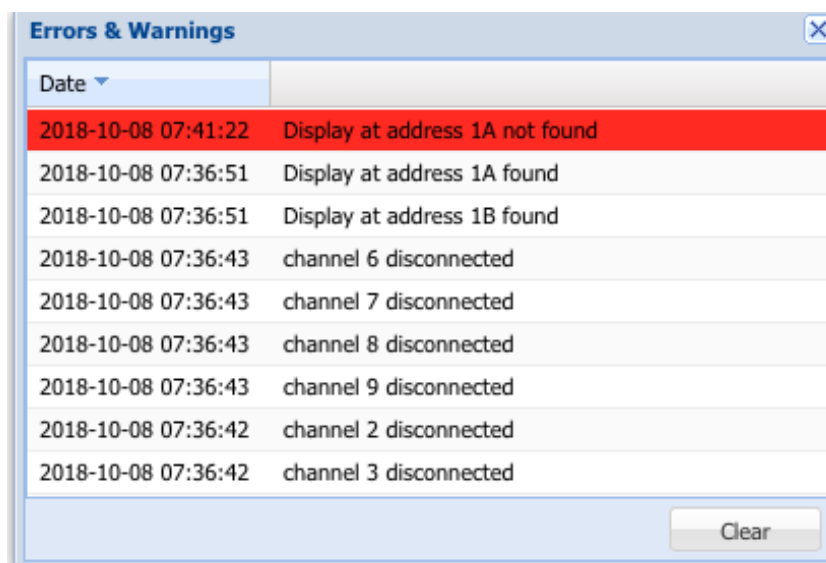 Errors & Warnings
Date
2018-10-08 07:41:22 Display at address 1A not found
2018-10-08 07:36:51 Display at address 1A found
2018-10-08 07:36:51 Display at address 1B found
2018-10-08 07:36:43 channel 6 disconnected
2018-10-08 07:36:43 channel 7 disconnected
2018-10-08 07:36:43 channel 8 disconnected
2018-10-08 07:36:43 channel 9 disconnected
2018-10-08 07:36:42 channel 2 disconnected
2018-10-08 07:36:42 channel 3 disconnected
Clear